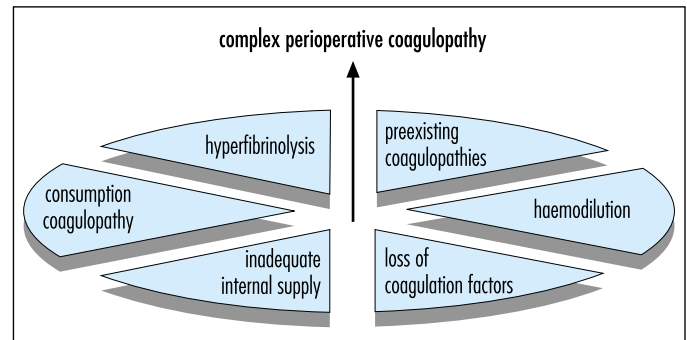 complex perioperative coagulopathy
hyperfibrinolysis
preexisting
coagulopathies
consumption
coagulopathy
haemodilution
inadequate
internal supply
loss of
coagulation factors